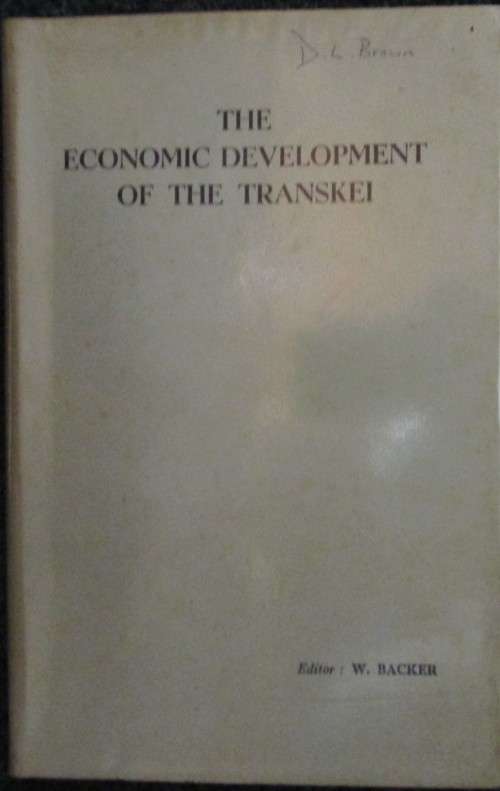 D. L. Brown
THE
ECONOMIC DEVELOPMENT
OF THE TRANSKEI
Editor : W. BACKER